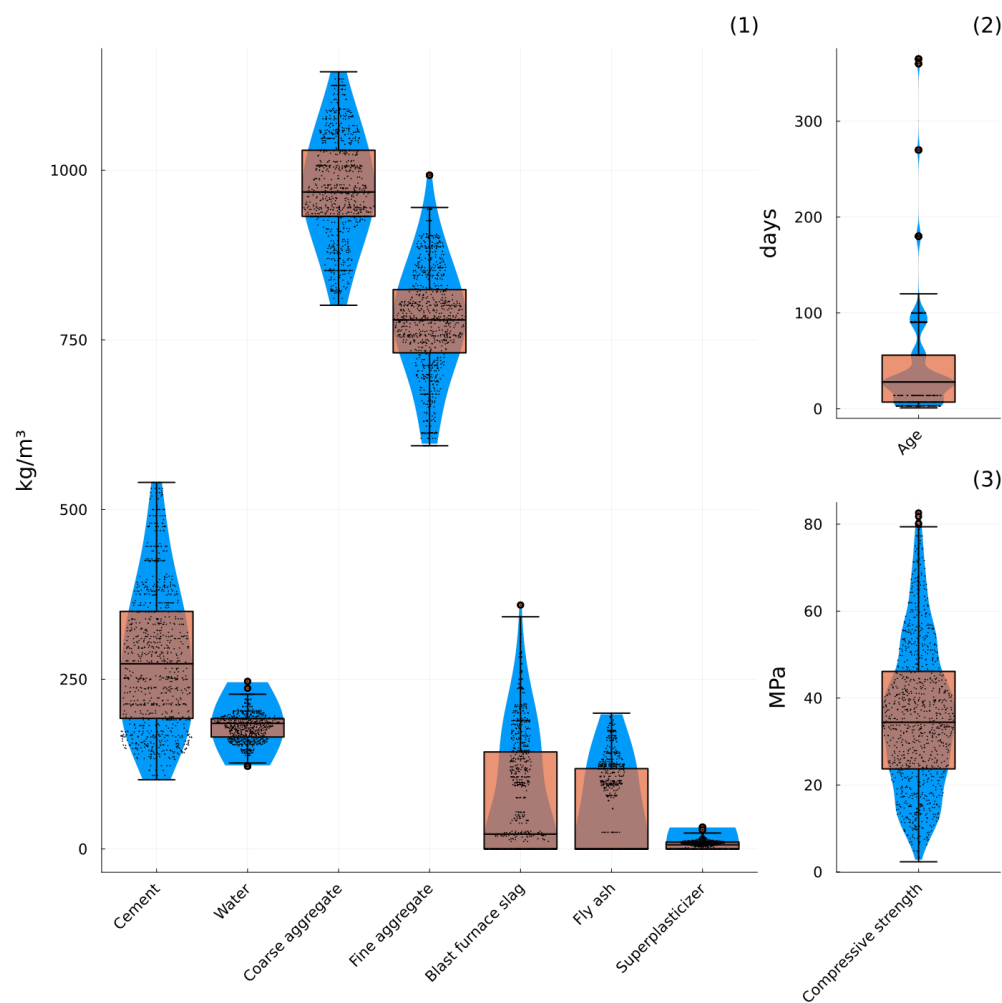 (1)
kg/m³
1000
750
500
250
0
Cement
Water
Coarse aggregate
Fine aggregate
Blast furnace slag
Fly ash
Superplasticizer
(2)
days
300
200
100
0
Age
(3)
MPa
80
60
40
20
0
Compressive strength